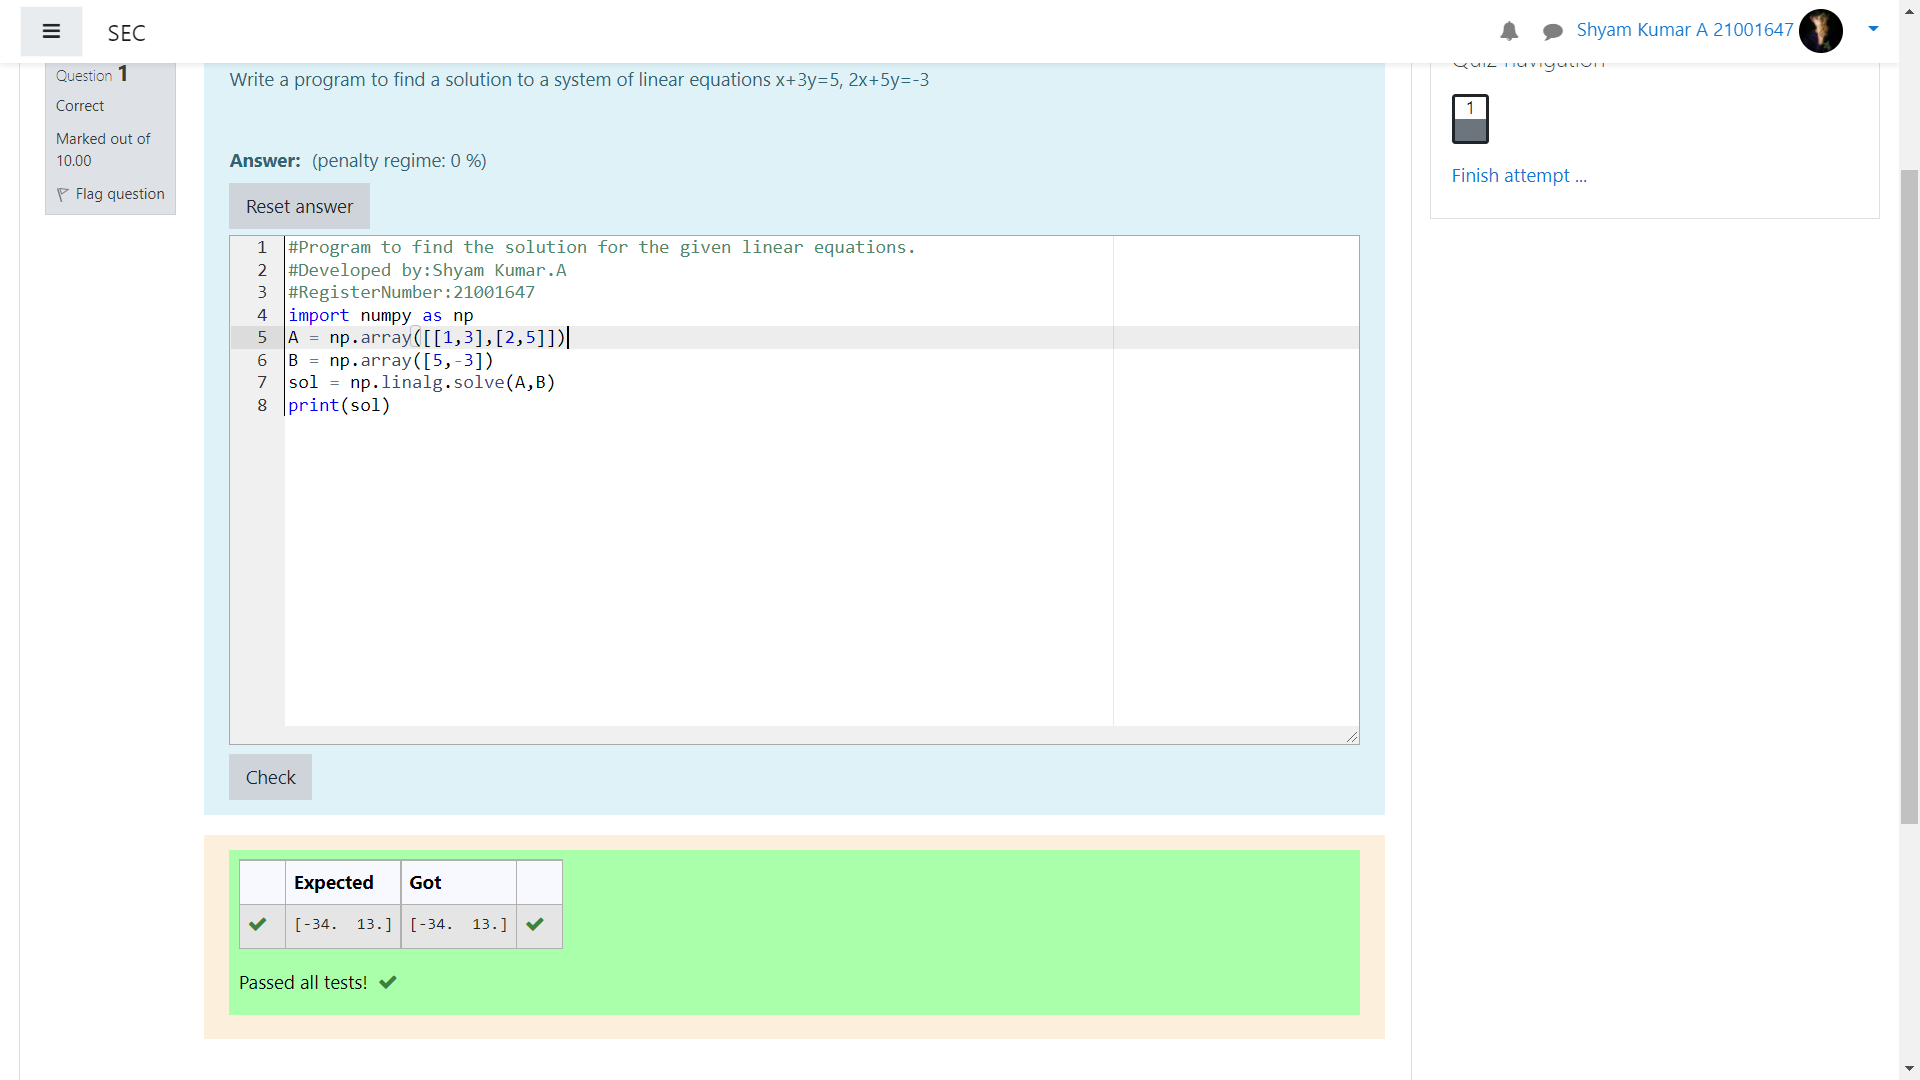 SEC
Shyam Kumar A 21001647
Question 1
Correct
Marked out of
10.00
Flag question
Write a program to find a solution to a system of linear equations x+3y=5, 2x+5y=-3
Answer: (penalty regime: 0 %)
Reset answer
1 #Program to find the solution for the given linear equations.
2 #Developed by:Shyam Kumar.A
3 #RegisterNumber:21001647
4 import numpy as np
5 A = np.array([[1,3],[2,5]])
6 B = np.array([5,-3])
7 sol = np.linalg.solve(A,B)
8 print(sol)
Check
Expected Got
[-34.  13.] [-34.  13.]
Passed all tests!
Quiz navigation
1
Finish attempt ...